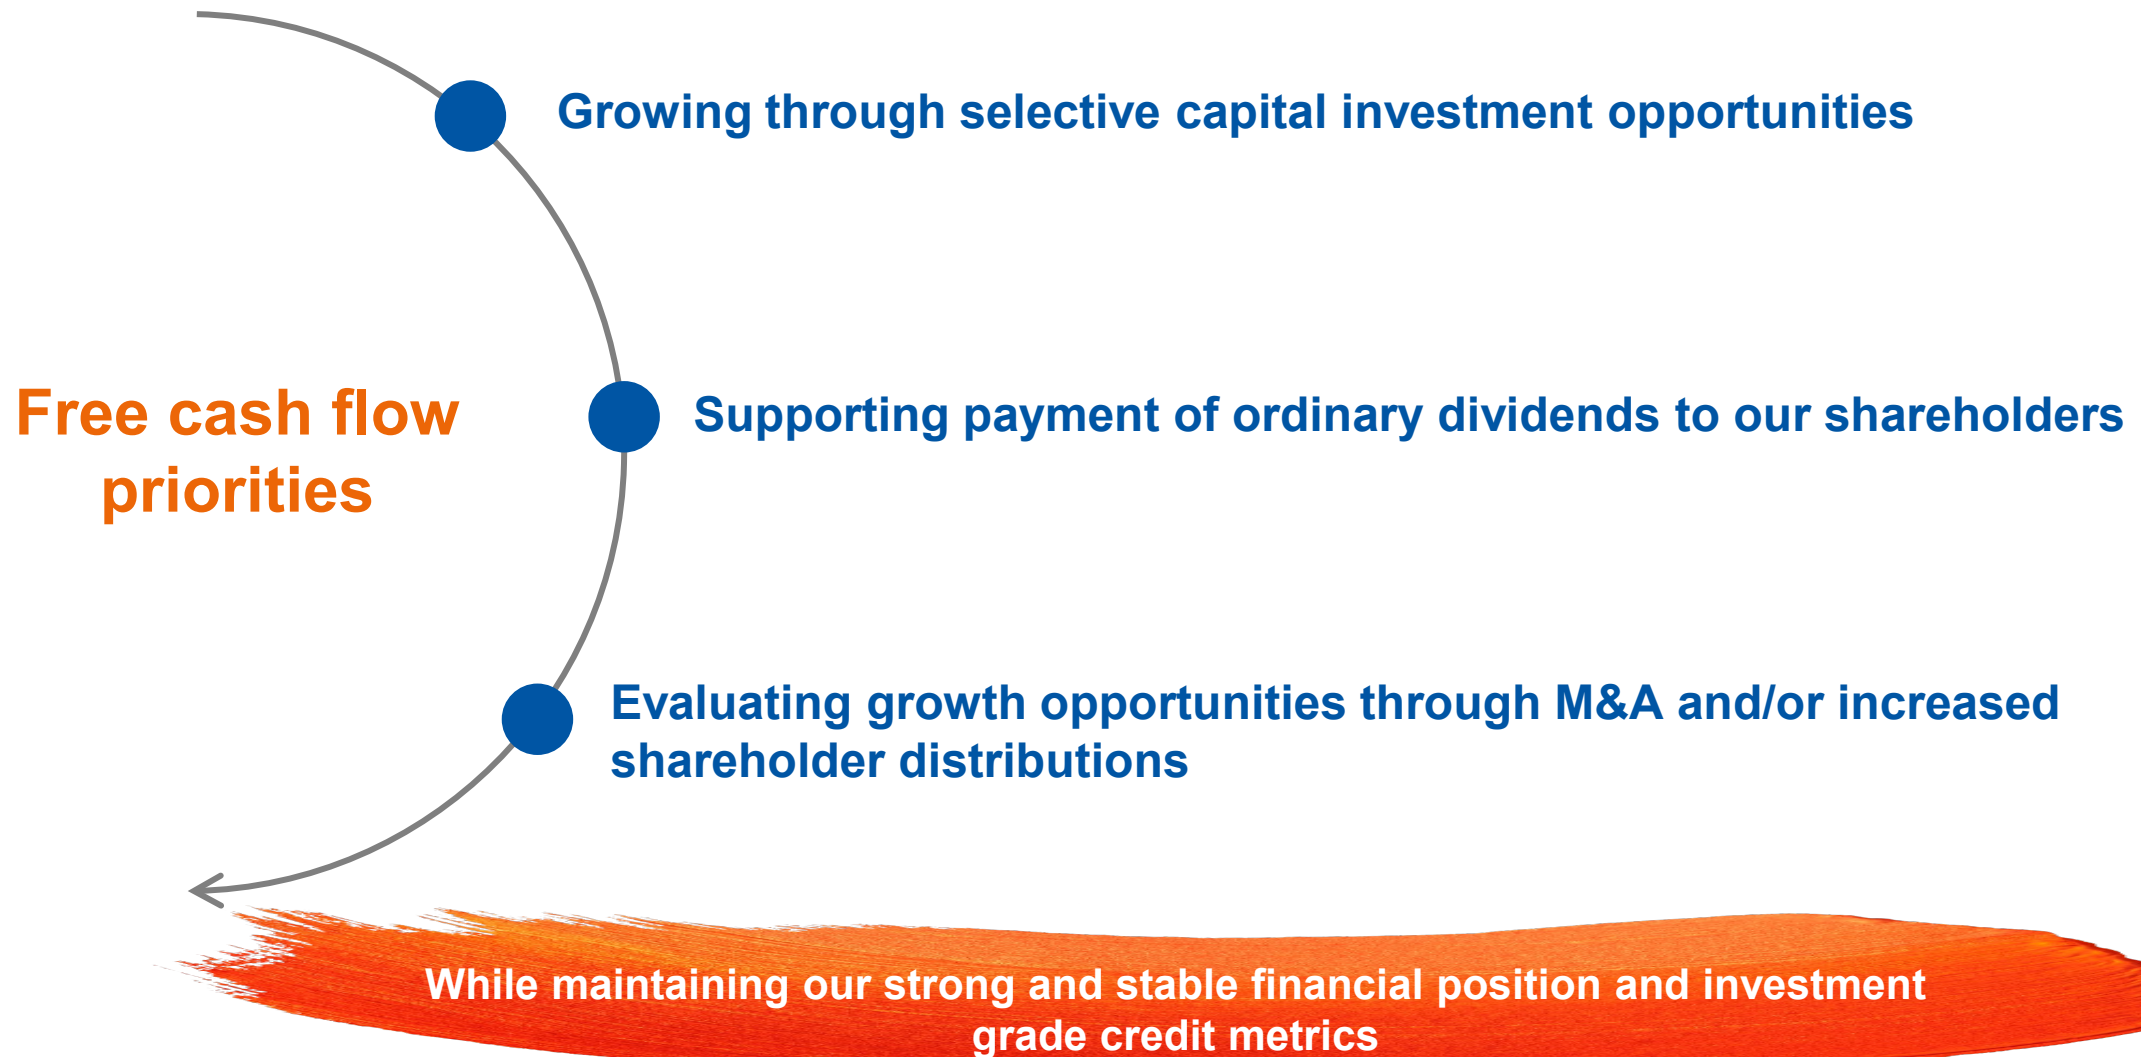 Growing through selective capital investment opportunities
Free cash flow
priorities
Supporting payment of ordinary dividends to our shareholders
Evaluating growth opportunities through M&A and/or increased
shareholder distributions
While maintaining our strong and stable financial position and investment
grade credit metrics